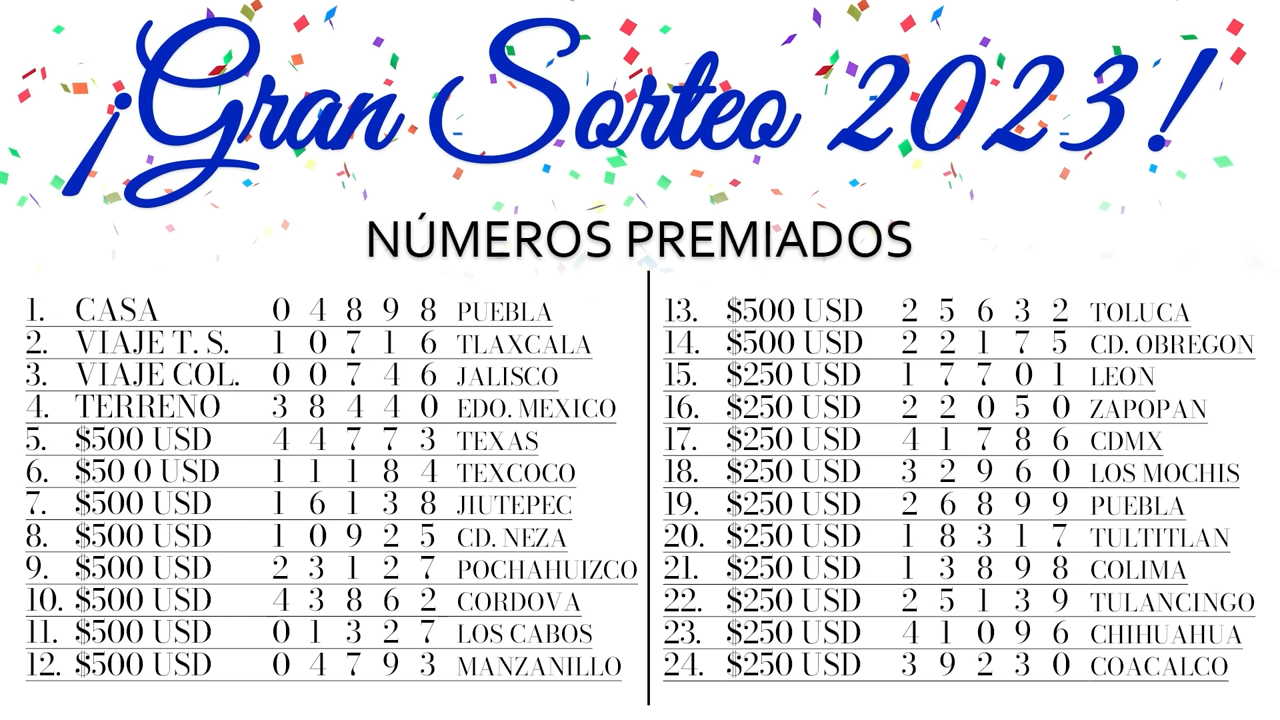 ¡Gran Sorteo 2023!
NÚMEROS PREMIADOS
1. CASA 0 4 8 9 8 PUEBLA
2. VIAJE T. S. 1 0 7 1 6 TLAXCALA
3. VIAJE COL. 0 0 7 4 6 JALISCO
4. TERRENO 3 8 4 4 0 EDO. MEXICO
5. $500 USD 4 4 7 7 3 TEXAS
6. $50 0 USD 1 1 1 8 4 TEXCOCO
7. $500 USD 1 6 1 3 8 JIUTEPEC
8. $500 USD 1 0 9 2 5 CD. NEZA
9. $500 USD 2 3 1 2 7 POCHAHUIZCO
10. $500 USD 4 3 8 6 2 CORDOVA
11. $500 USD 0 1 3 2 7 LOS CABOS
12. $500 USD 0 4 7 9 3 MANZANILLO
13. $500 USD 2 5 6 3 2 TOLUCA
14. $500 USD 2 2 1 7 5 CD. OBREGON
15. $250 USD 1 7 7 0 1 LEON
16. $250 USD 2 2 0 5 0 ZAPOPAN
17. $250 USD 4 1 7 8 6 CDMX
18. $250 USD 3 2 9 6 0 LOS MOCHIS
19. $250 USD 2 6 8 9 9 PUEBLA
20. $250 USD 1 8 3 1 7 TULTITLAN
21. $250 USD 1 3 8 9 8 COLIMA
22. $250 USD 2 5 1 3 9 TULANCINGO
23. $250 USD 4 1 0 9 6 CHIHUAHUA
24. $250 USD 3 9 2 3 0 COACALCO